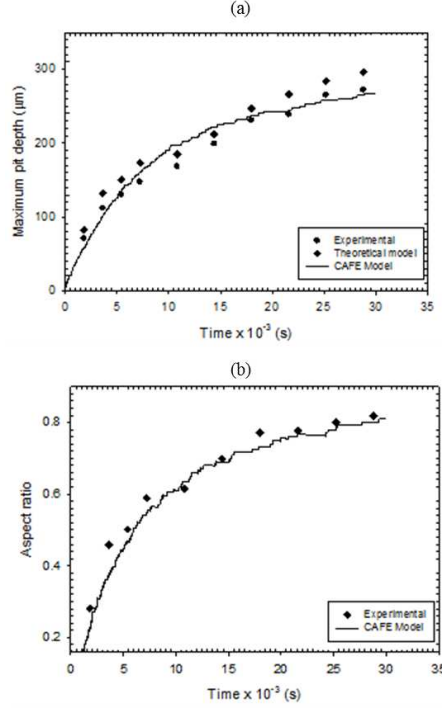 (a)
Maximum pit depth (µm)
300
200
100
0
Experimental
Theoretical model
CAFE Model
0 5 10 15 20 25 30 35
Time x 10⁻³ (s)
(b)
Aspect ratio
0.8
0.6
0.4
0.2
Experimental
CAFE Model
0 5 10 15 20 25 30 35
Time x 10⁻³ (s)